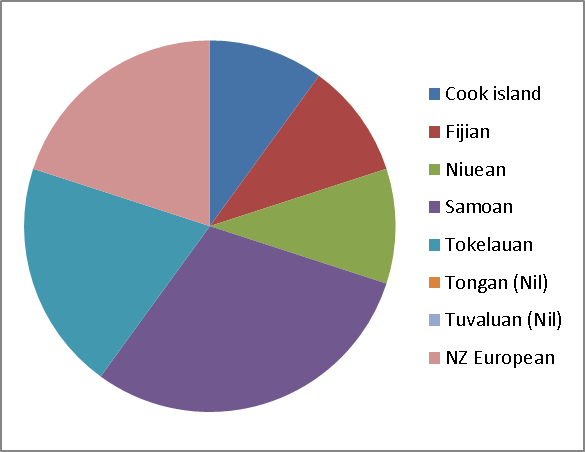 Cook island
Fijian
Niuean
Samoan
Tokelauan
Tongan (Nil)
Tuvaluan (Nil)
NZ European